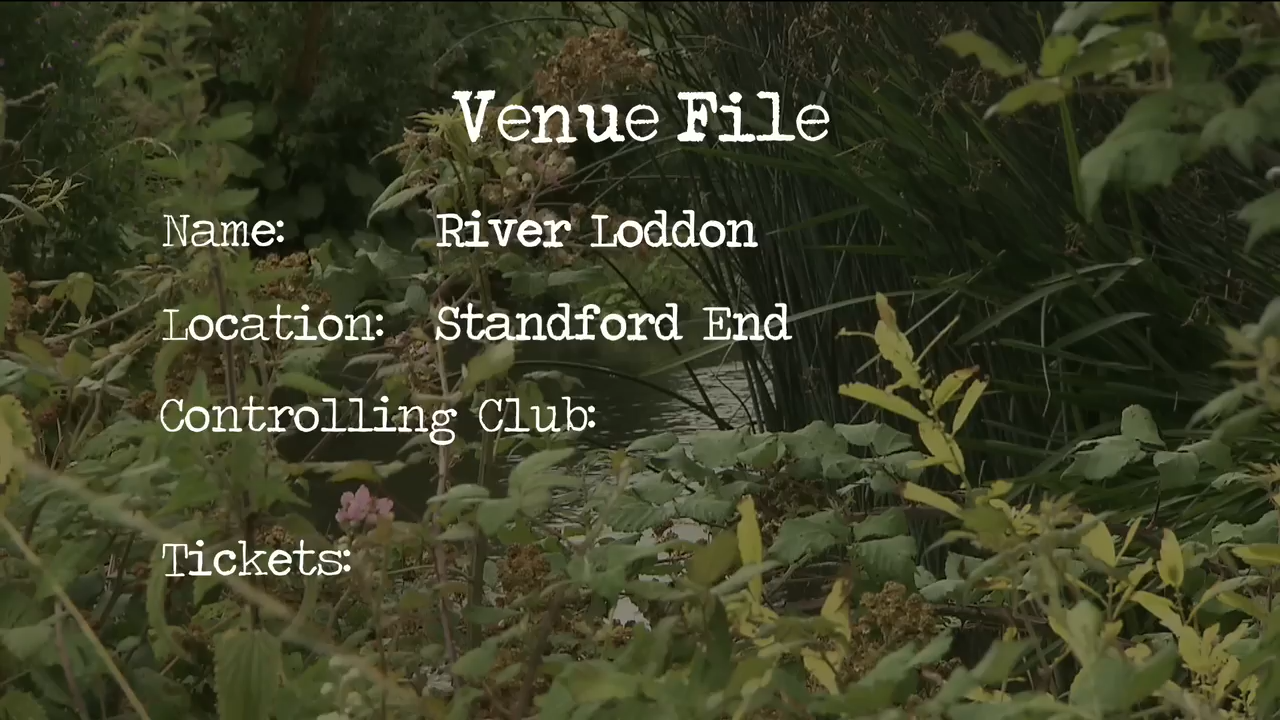 Venue File
Name: River Loddon
Location: Standford End
Controlling Club:
Tickets: